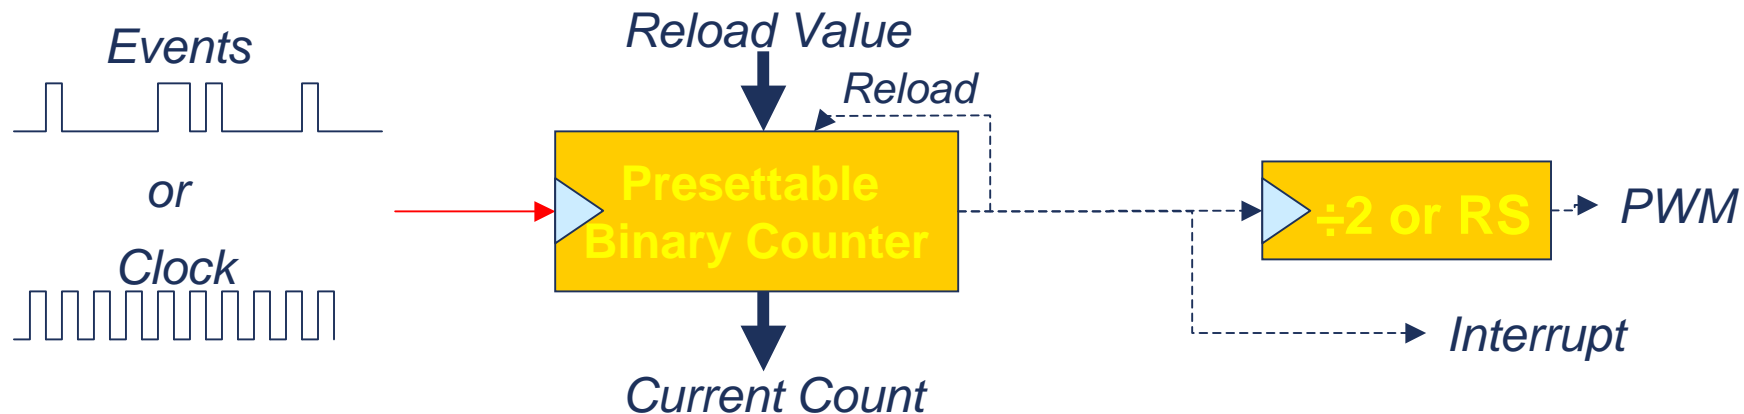 Events
or
Clock
Reload Value
Reload
Presettable
Binary Counter
Current Count
÷2 or RS
PWM
Interrupt